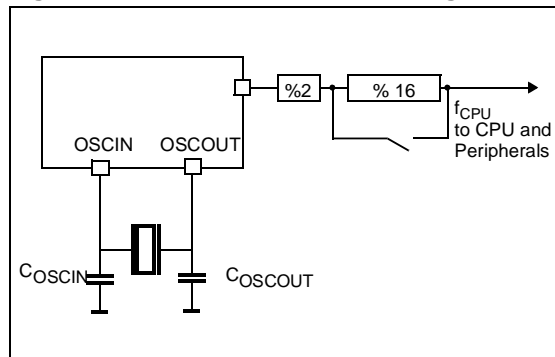 %2
% 16
fCPU
to CPU and
Peripherals
OSCIN
OSCOUT
COSCIN
COSCOUT